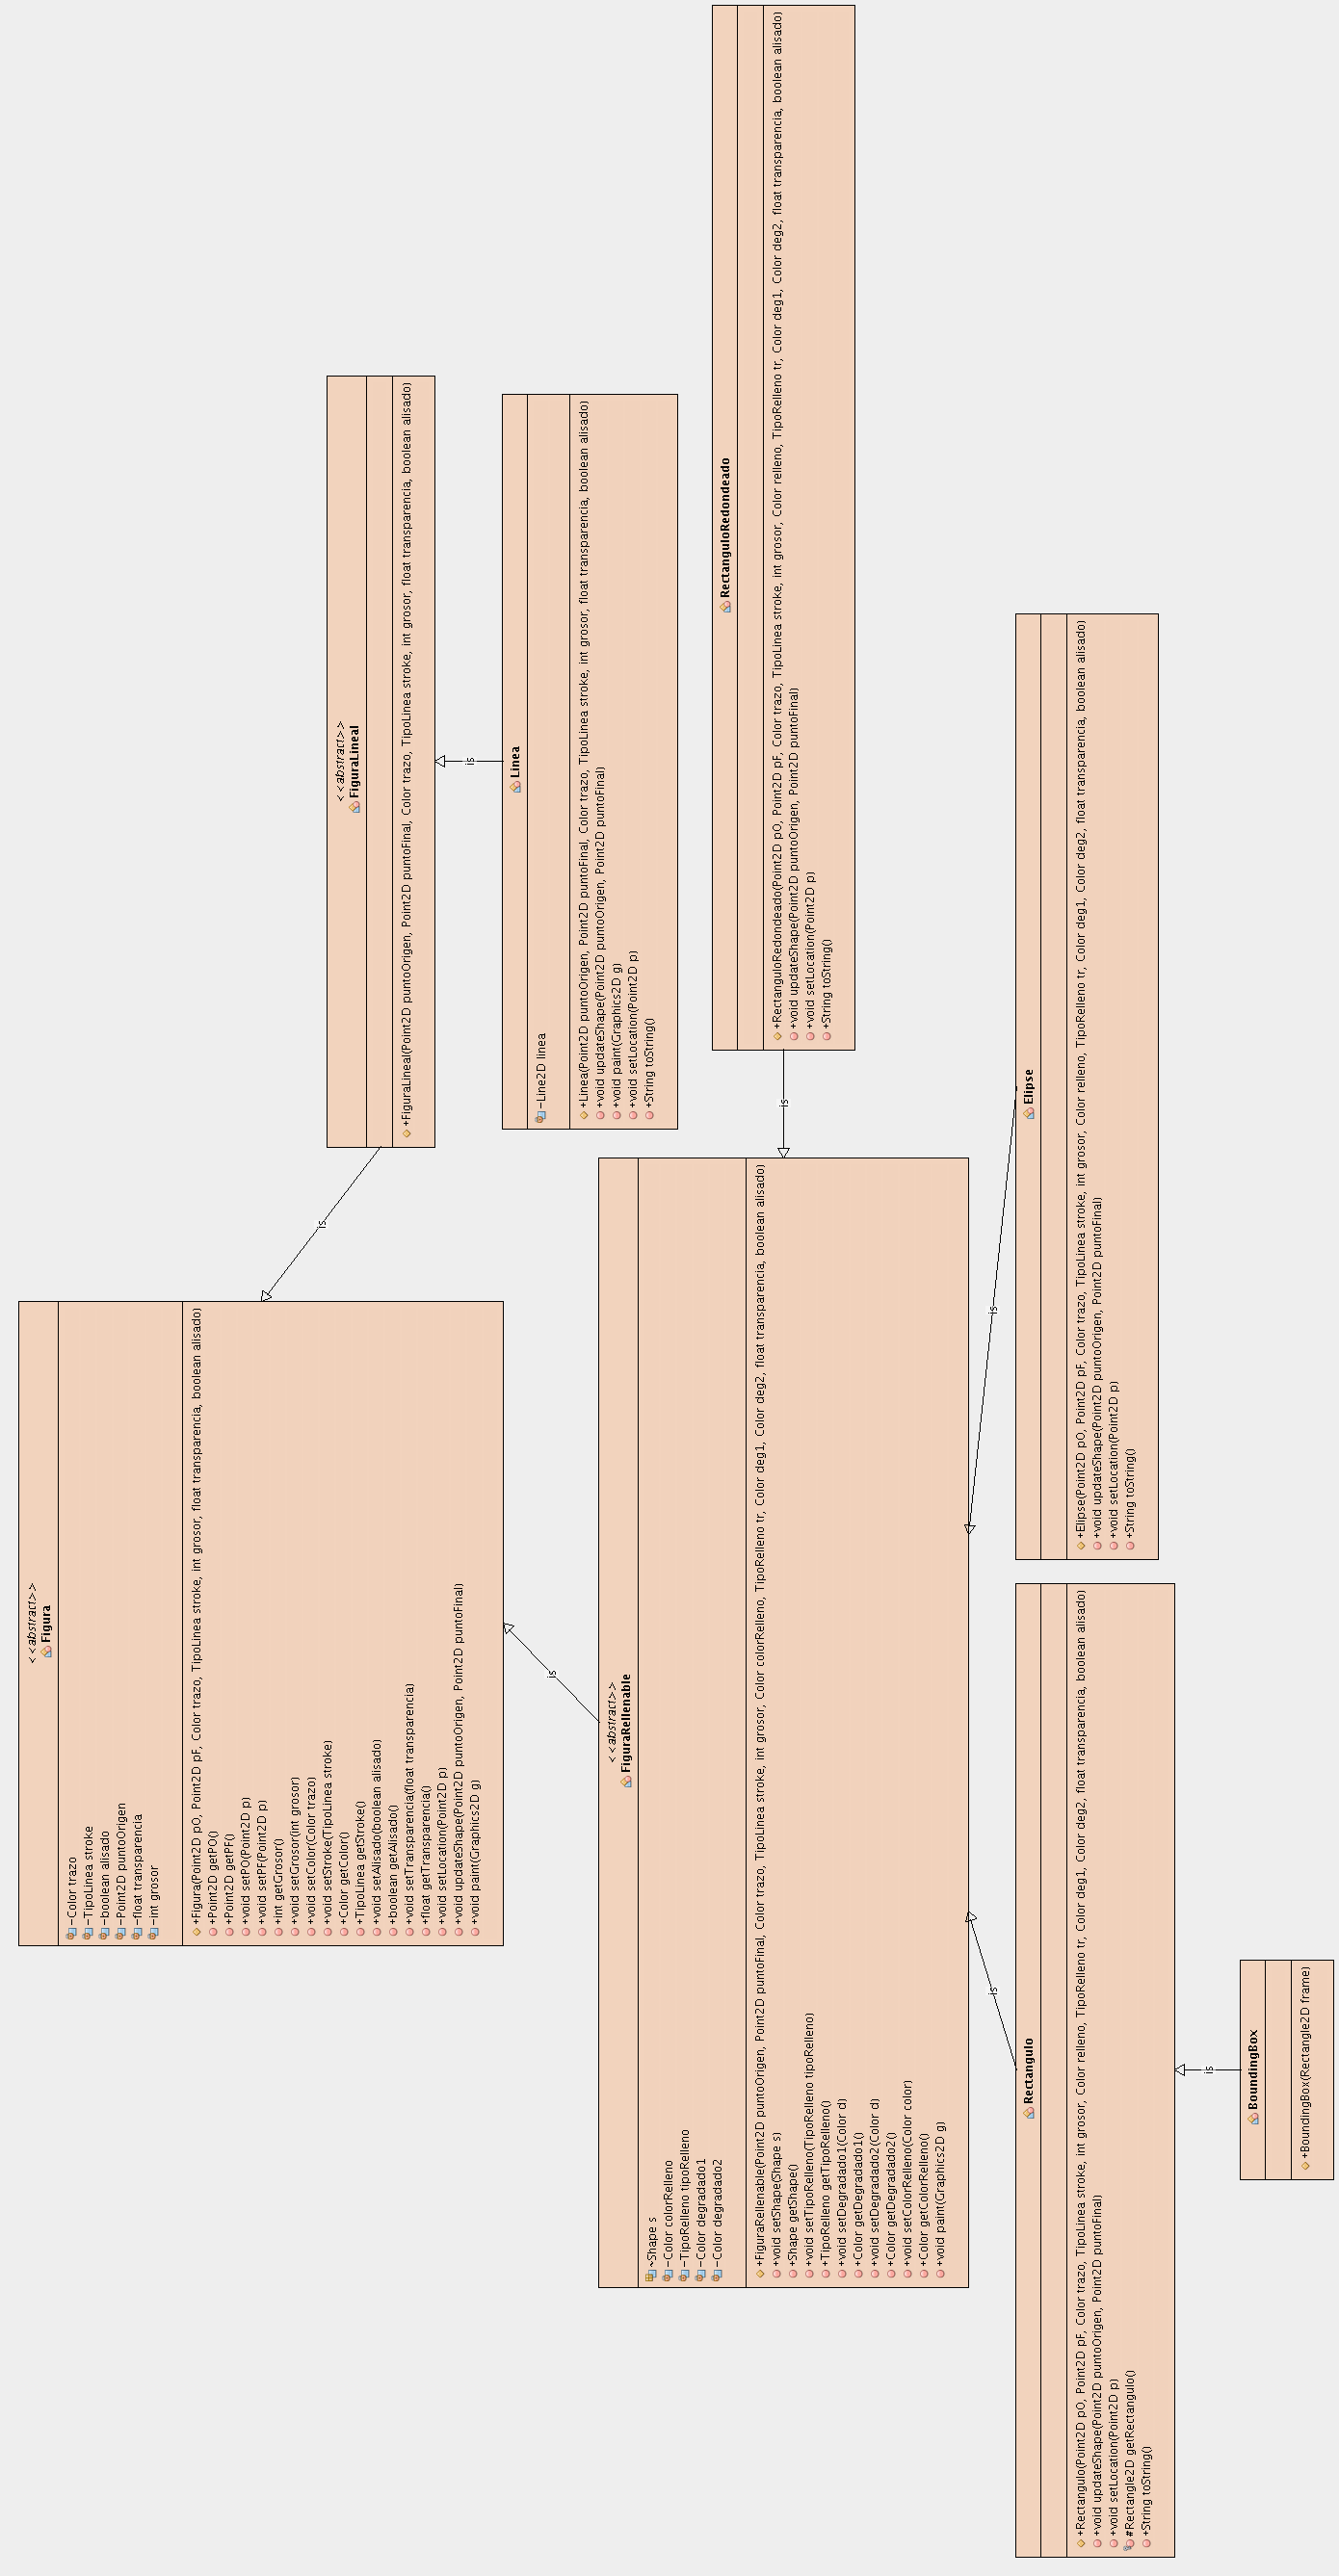 <<abstract>>
Figura
−Color trazo
−TipoLinea stroke
−boolean alisado
−Point2D puntoOrigen
−float transparencia
−int grosor
+Figura(Point2D pO, Point2D pF, Color trazo, TipoLinea stroke, int grosor, float transparencia, boolean alisado)
+Point2D getPO()
+Point2D getPF()
+void setPO(Point2D p)
+void setPF(Point2D p)
+int getGrosor()
+void setGrosor(int grosor)
+void setColor(Color trazo)
+void setStroke(TipoLinea stroke)
+Color getColor()
+TipoLinea getStroke()
+void setAlisado(boolean alisado)
+boolean getAlisado()
+void setTransparencia(float transparencia)
+float getTransparencia()
+void setLocation(Point2D p)
+void updateShape(Point2D puntoOrigen, Point2D puntoFinal)
+void paint(Graphics2D g)
is
<<abstract>>
FiguraLineal
+FiguraLineal(Point2D puntoOrigen, Point2D puntoFinal, Color trazo, TipoLinea stroke, int grosor, float transparencia, boolean alisado)
is
Linea
−Line2D linea
+Linea(Point2D puntoOrigen, Point2D puntoFinal, Color trazo, TipoLinea stroke, int grosor, float transparencia, boolean alisado)
+void updateShape(Point2D puntoOrigen, Point2D puntoFinal)
+void paint(Graphics2D g)
+void setLocation(Point2D p)
+String toString()
is
<<abstract>>
FiguraRellenable
~Shape s
−Color colorRelleno
−TipoRelleno tipoRelleno
−Color degradado1
−Color degradado2
+FiguraRellenable(Point2D puntoOrigen, Point2D puntoFinal, Color trazo, TipoLinea stroke, int grosor, Color colorRelleno, TipoRelleno tr, Color deg1, Color deg2, float transparencia, boolean alisado)
+void setShape(Shape s)
+Shape getShape()
+void setTipoRelleno(TipoRelleno tipoRelleno)
+TipoRelleno getTipoRelleno()
+void setDegradado1(Color d)
+Color getDegradado1()
+void setDegradado2(Color d)
+Color getDegradado2()
+void setColorRelleno(Color color)
+Color getColorRelleno()
+void paint(Graphics2D g)
is
RectanguloRedondeado
+RectanguloRedondeado(Point2D pO, Point2D pF, Color trazo, TipoLinea stroke, int grosor, Color relleno, TipoRelleno tr, Color deg1, Color deg2, float transparencia, boolean alisado)
+void updateShape(Point2D puntoOrigen, Point2D puntoFinal)
+void setLocation(Point2D p)
+String toString()
is
Rectangulo
+Rectangulo(Point2D pO, Point2D pF, Color trazo, TipoLinea stroke, int grosor, Color relleno, TipoRelleno tr, Color deg1, Color deg2, float transparencia, boolean alisado)
+void updateShape(Point2D puntoOrigen, Point2D puntoFinal)
+void setLocation(Point2D p)
#Rectangle2D getRectangulo()
+String toString()
is
Elipse
+Elipse(Point2D pO, Point2D pF, Color trazo, TipoLinea stroke, int grosor, Color relleno, TipoRelleno tr, Color deg1, Color deg2, float transparencia, boolean alisado)
+void updateShape(Point2D puntoOrigen, Point2D puntoFinal)
+void setLocation(Point2D p)
+String toString()
is
BoundingBox
+BoundingBox(Rectangle2D frame)